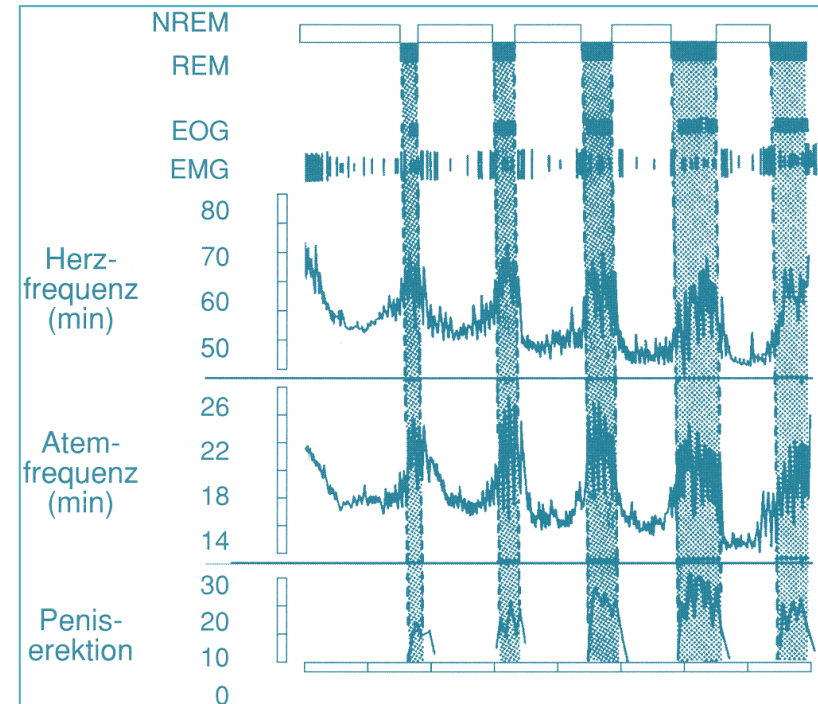 NREM
REM
EOG
EMG
80
Herz-
frequenz
(min)
70
60
50
26
Atem-
frequenz
(min)
22
18
14
30
Penis-
erektion
20
10
0